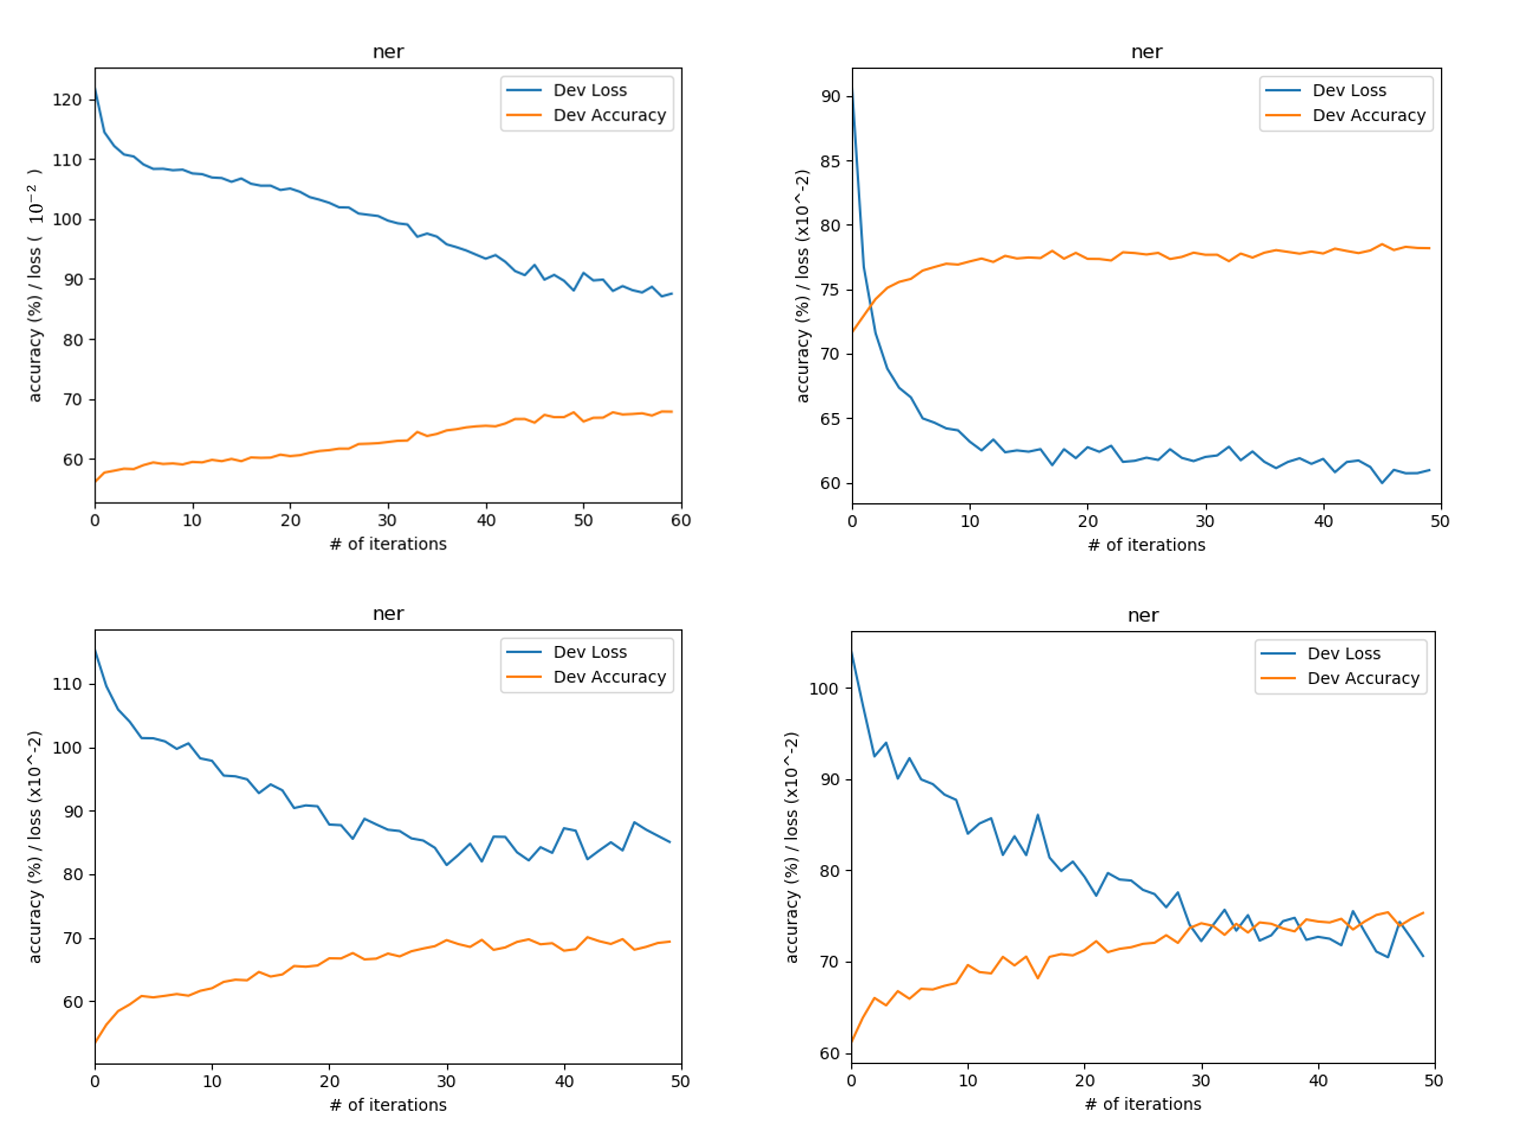 ner
Dev Loss
Dev Accuracy
120
110
100
90
80
70
60
accuracy (%) / loss ( 10⁻² )
0 10 20 30 40 50 60
# of iterations
ner
Dev Loss
Dev Accuracy
90
85
80
75
70
65
60
accuracy (%) / loss (x10^-2)
0 10 20 30 40 50
# of iterations
ner
Dev Loss
Dev Accuracy
110
100
90
80
70
60
accuracy (%) / loss (x10^-2)
0 10 20 30 40 50
# of iterations
ner
Dev Loss
Dev Accuracy
100
90
80
70
60
accuracy (%) / loss (x10^-2)
0 10 20 30 40 50
# of iterations